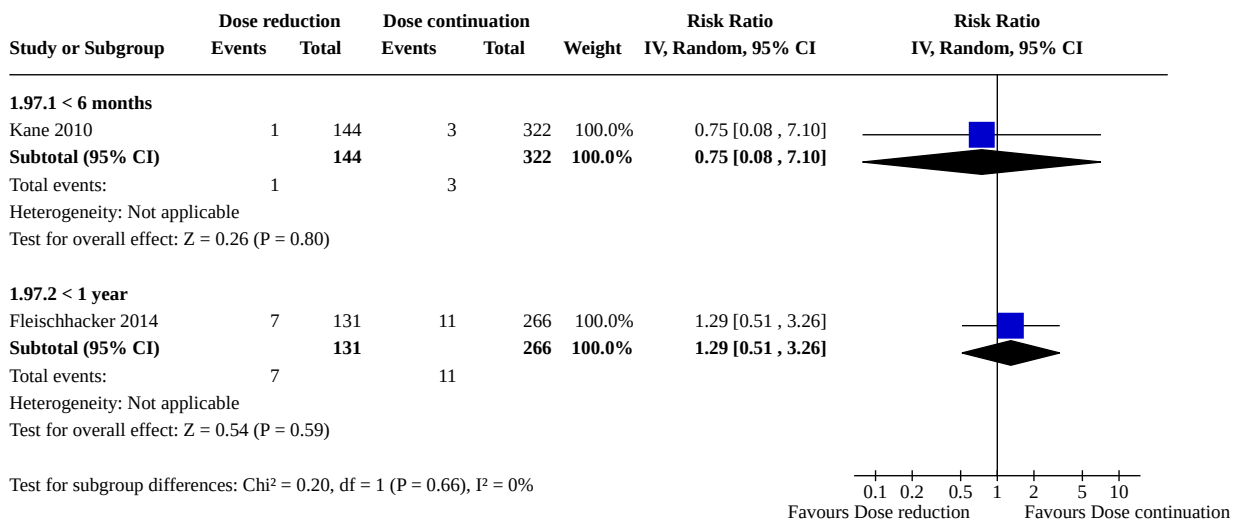 Dose reduction Dose continuation Risk Ratio Risk Ratio
Study or Subgroup Events Total Events Total Weight IV, Random, 95% CI IV, Random, 95% CI
1.97.1 < 6 months
Kane 2010 1 144 3 322 100.0% 0.75 [0.08 , 7.10]
Subtotal (95% CI) 144 322 100.0% 0.75 [0.08 , 7.10]
Total events: 1 3
Heterogeneity: Not applicable
Test for overall effect: Z = 0.26 (P = 0.80)
1.97.2 < 1 year
Fleischhacker 2014 7 131 11 266 100.0% 1.29 [0.51 , 3.26]
Subtotal (95% CI) 131 266 100.0% 1.29 [0.51 , 3.26]
Total events: 7 11
Heterogeneity: Not applicable
Test for overall effect: Z = 0.54 (P = 0.59)
Test for subgroup differences: Chi² = 0.20, df = 1 (P = 0.66), I² = 0%
0.1 0.2 0.5 1 2 5 10
Favours Dose reduction Favours Dose continuation